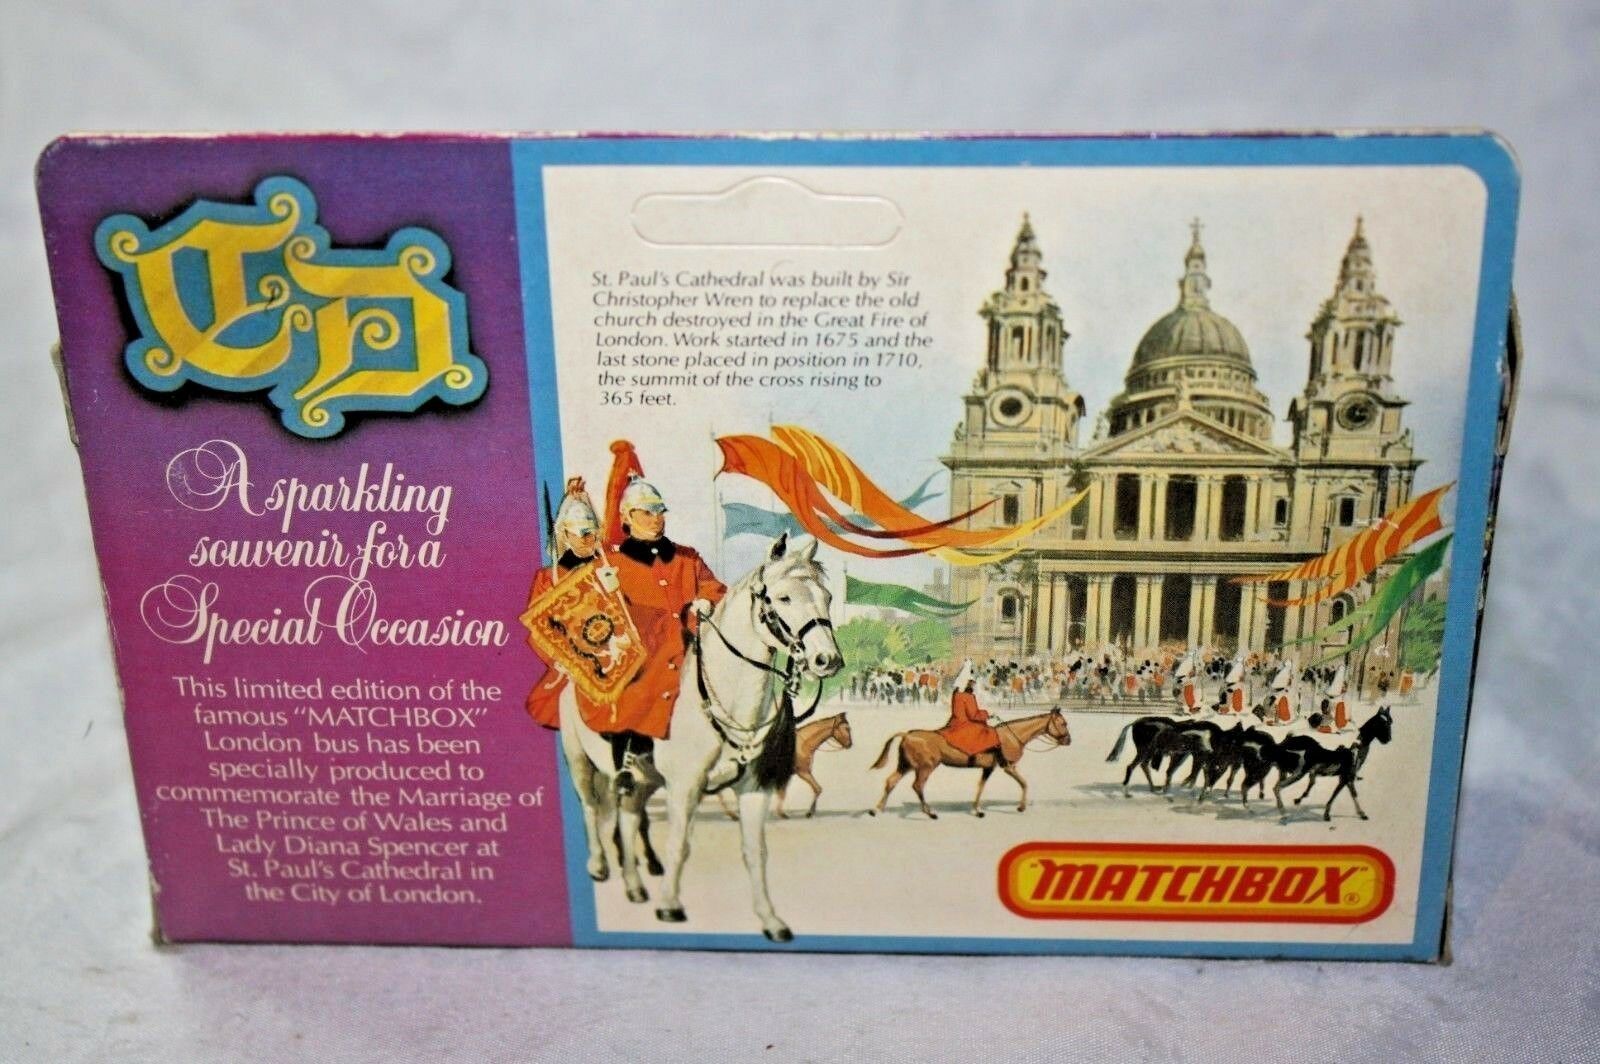 CD
A sparkling
souvenir for a
Special Occasion
This limited edition of the
famous "MATCHBOX"
London bus has been
specially produced to
commemorate the Marriage of
The Prince of Wales and
Lady Diana Spencer at
St. Paul's Cathedral in
the City of London.
St. Paul's Cathedral was built by Sir
Christopher Wren to replace the old
church destroyed in the Great Fire of
London. Work started in 1675 and the
last stone placed in position in 1710,
the summit of the cross rising to
365 feet.
"MATCHBOX"®